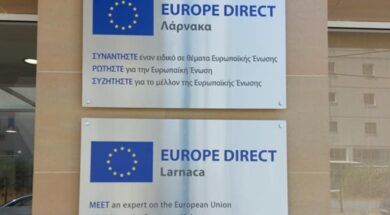 EUROPE DIRECT
Λάρνακα
ΣΥΝΑΝΤΗΣΤΕ έναν ειδικό σε θέματα Ευρωπαϊκής Ένωσης
ΡΩΤΗΣΤΕ για την Ευρωπαϊκή Ένωση
ΣΥΖΗΤΗΣΤΕ για το μέλλον της Ευρωπαϊκής Ένωσης
EUROPE DIRECT
Larnaca
MEET an expert on the European Union